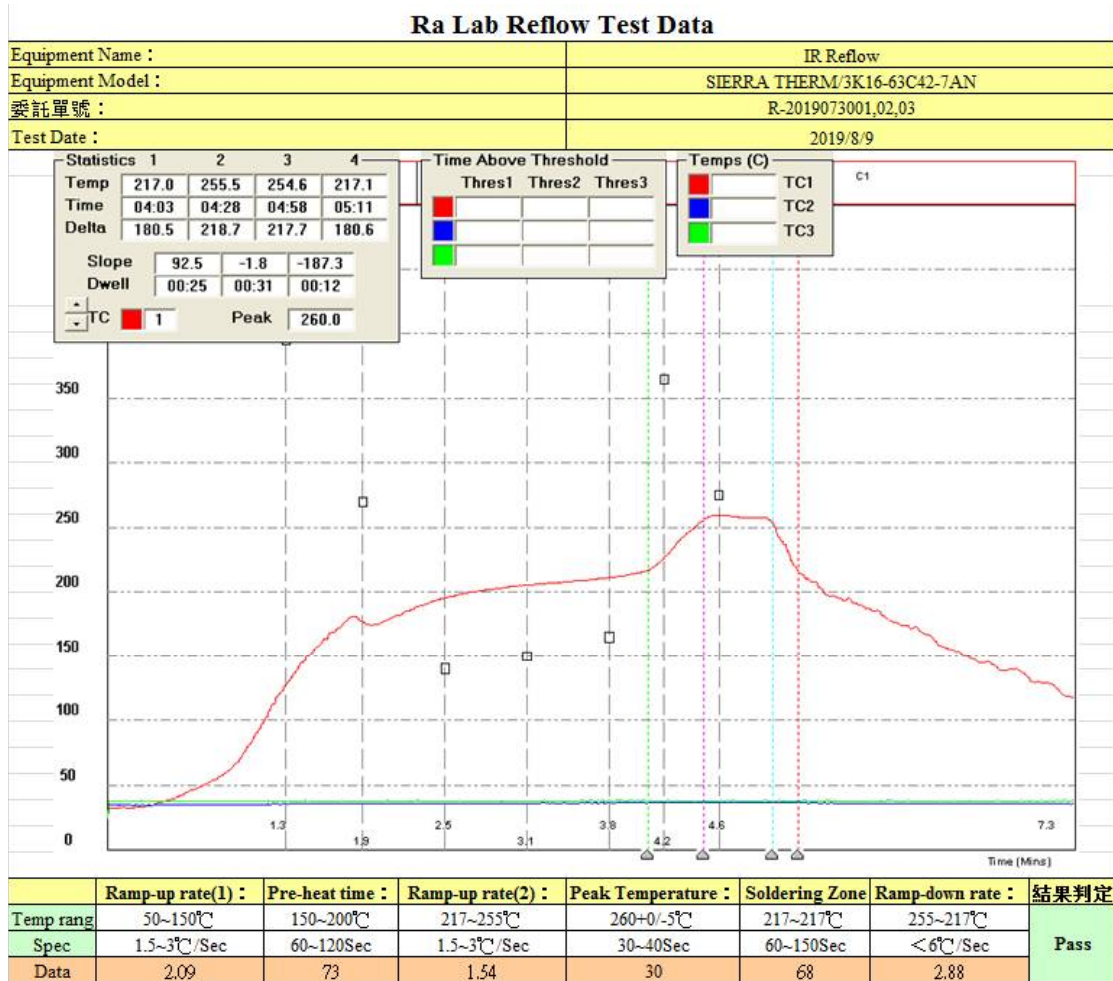 Ra Lab Reflow Test Data
Equipment Name： IR Reflow
Equipment Model： SIERRA THERM/3K16-63C42-7AN
委託單號： R-2019073001,02,03
Test Date： 2019/8/9
Statistics 1 2 3 4
Temp 217.0 255.5 254.6 217.1
Time 04:03 04:28 04:58 05:11
Delta 180.5 218.7 217.7 180.6
Slope 92.5 -1.8 -187.3
Dwell 00:25 00:31 00:12
TC 1 Peak 260.0
Time Above Threshold
Thres1 Thres2 Thres3
Temps (C)
TC1
TC2
TC3
C1
350
300
250
200
150
100
50
0
1.3 2.5 3.8 4.6 7.3
1.9 3.1 4.2
Time (Mins)
Ramp-up rate(1)： Pre-heat time： Ramp-up rate(2)： Peak Temperature： Soldering Zone Ramp-down rate： 結果判定
Temp rang 50~150℃ 150~200℃ 217~255℃ 260+0/-5℃ 217~217℃ 255~217℃
Spec 1.5~3℃/Sec 60~120Sec 1.5~3℃/Sec 30~40Sec 60~150Sec ＜6℃/Sec Pass
Data 2.09 73 1.54 30 68 2.88